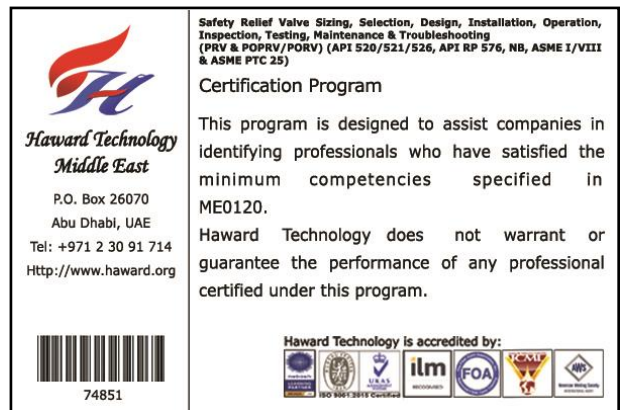 Haward Technology
Middle East
P.O. Box 26070
Abu Dhabi, UAE
Tel: +971 2 30 91 714
Http://www.haward.org
74851
Safety Relief Valve Sizing, Selection, Design, Installation, Operation,
Inspection, Testing, Maintenance & Troubleshooting
(PRV & POPRV/PORV) (API 520/521/526, API RP 576, NB, ASME I/VIII
& ASME PTC 25)
Certification Program
This program is designed to assist companies in
identifying professionals who have satisfied the
minimum competencies specified in
ME0120.
Haward Technology does not warrant or
guarantee the performance of any professional
certified under this program.
Haward Technology is accredited by:
UKAS
ilm
RECOGNISED
FOA
ICML
AWS
ISO 9001:2015 Certified